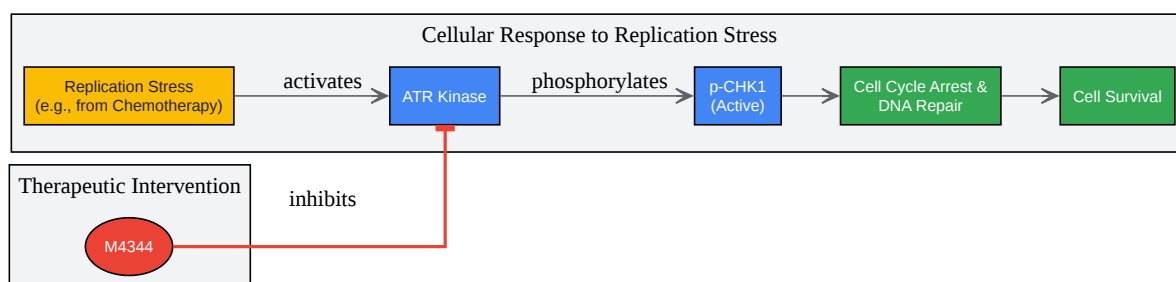 Cellular Response to Replication Stress
Replication Stress
(e.g., from Chemotherapy)
activates
ATR Kinase
phosphorylates
p-CHK1
(Active)
Cell Cycle Arrest &
DNA Repair
Cell Survival
Therapeutic Intervention
inhibits
M4344